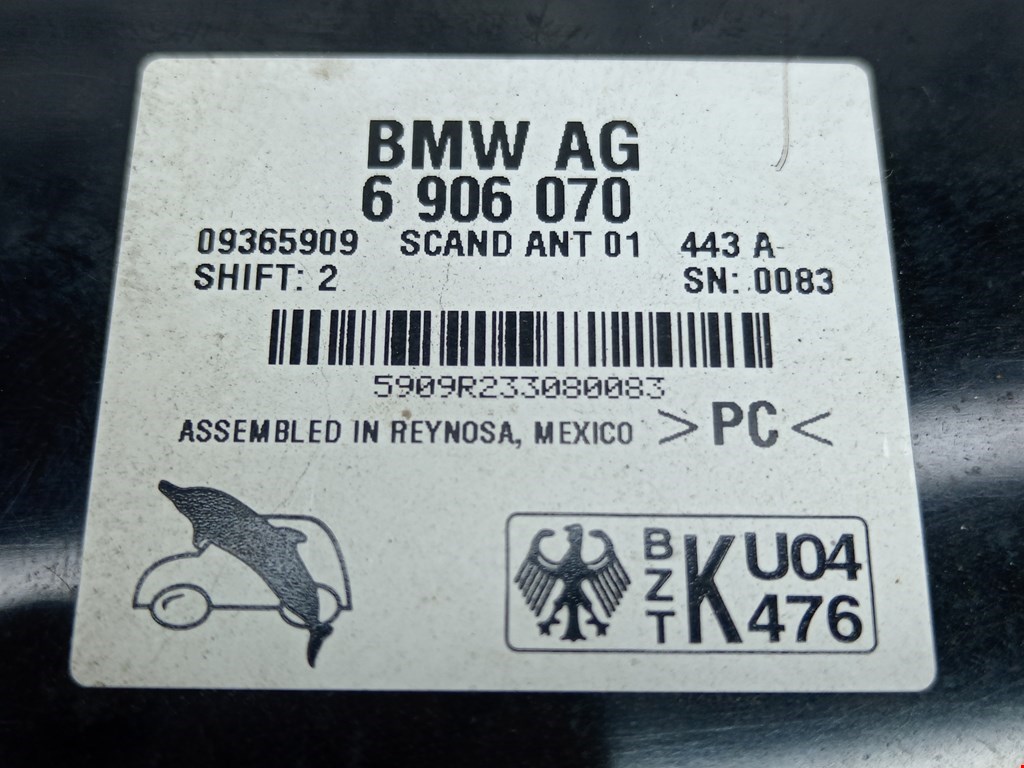 BMW AG
6 906 070
09365909 SCAND ANT 01 443 A
SHIFT: 2 SN: 0083
5909R233080083
ASSEMBLED IN REYNOSA, MEXICO >PC<
BZT K U04
476